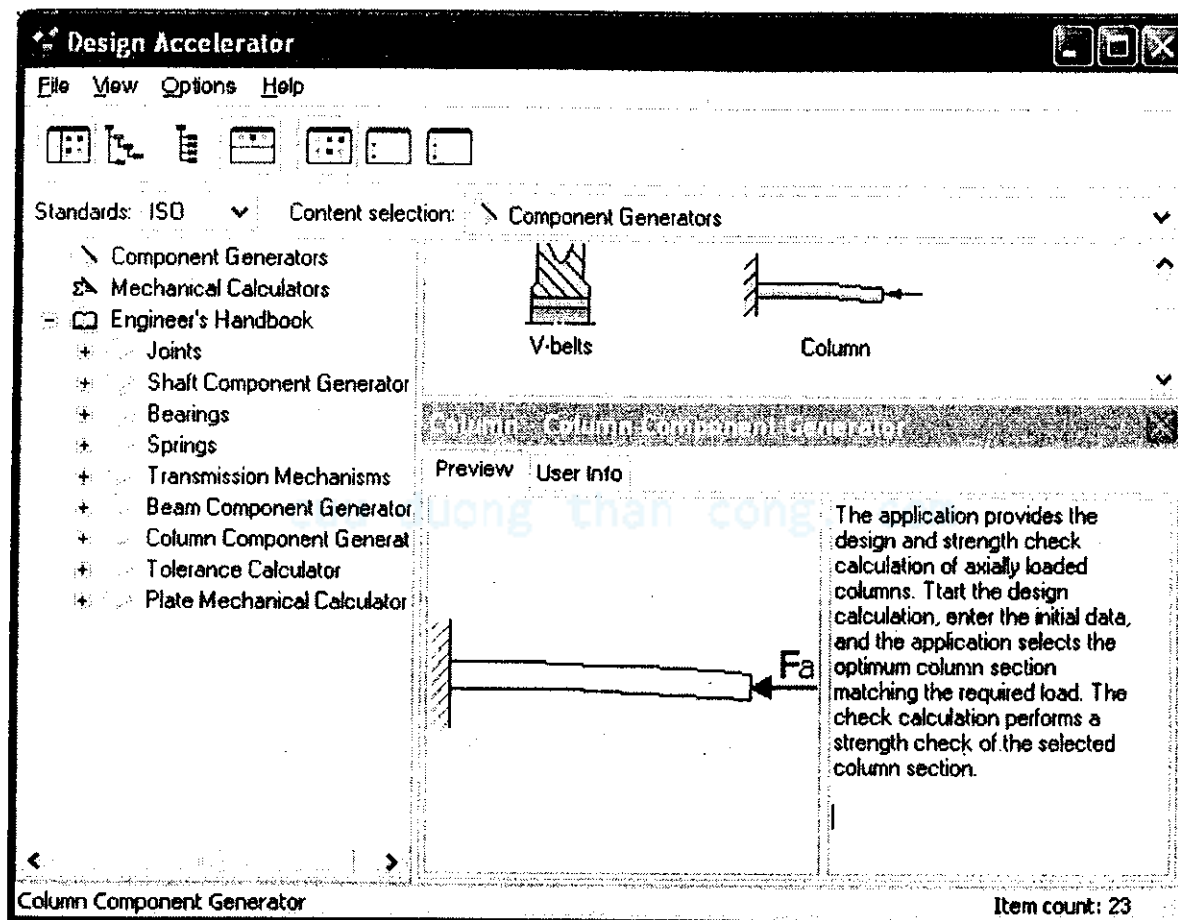 Design Accelerator
File View Options Help
Standards: ISO Content selection: Component Generators
Component Generators
Mechanical Calculators
Engineer's Handbook
Joints
Shaft Component Generator
Bearings
Springs
Transmission Mechanisms
Beam Component Generator
Column Component Generat
Tolerance Calculator
Plate Mechanical Calculator
V-belts Column
Column - Column Component Generator
Preview User Info
Fa
The application provides the
design and strength check
calculation of axially loaded
columns. Ttart the design
calculation, enter the initial data,
and the application selects the
optimum column section
matching the required load. The
check calculation performs a
strength check of the selected
column section.
duong than cong.
Column Component Generator Item count: 23